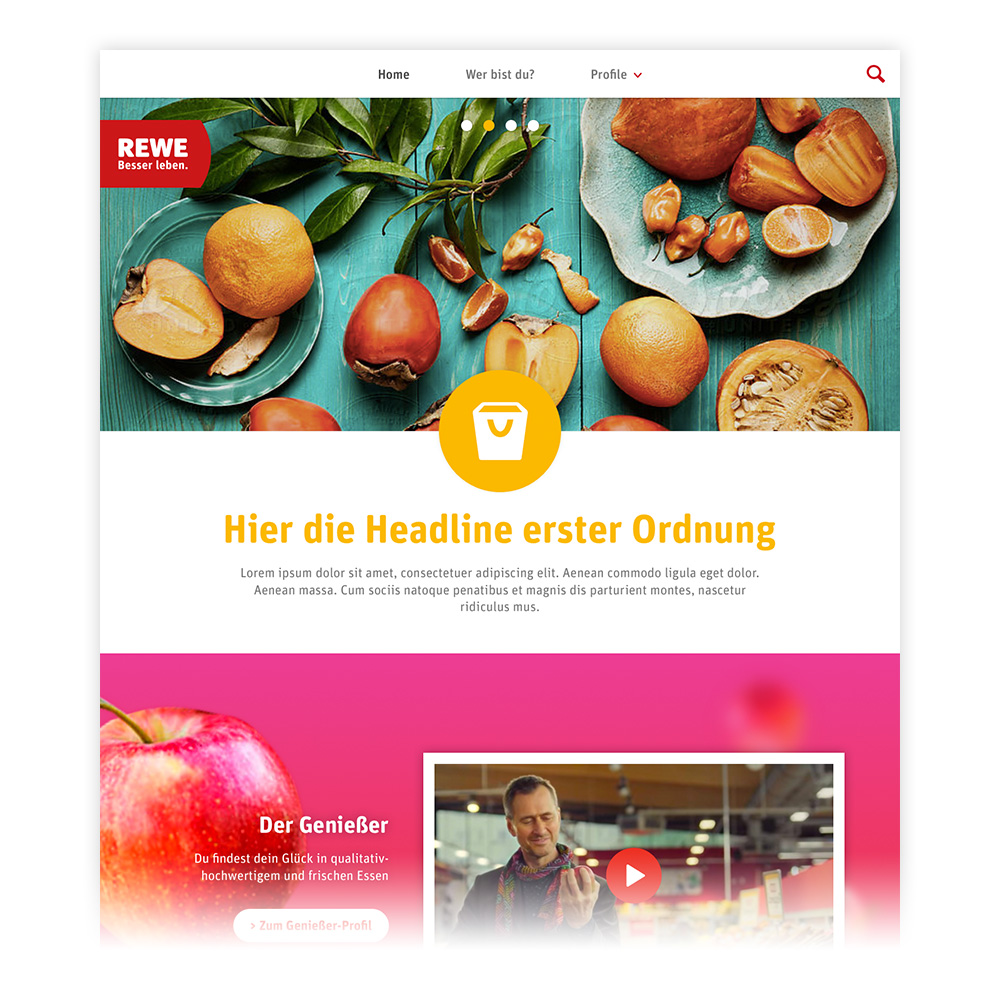 Home Wer bist du? Profile
REWE
Besser leben.
Hier die Headline erster Ordnung
Lorem ipsum dolor sit amet, consectetuer adipiscing elit. Aenean commodo ligula eget dolor.
Aenean massa. Cum sociis natoque penatibus et magnis dis parturient montes, nascetur
ridiculus mus.
Der Genießer
Du findest dein Glück in qualitativ-
hochwertigem und frischen Essen
> Zum Genießer-Profil